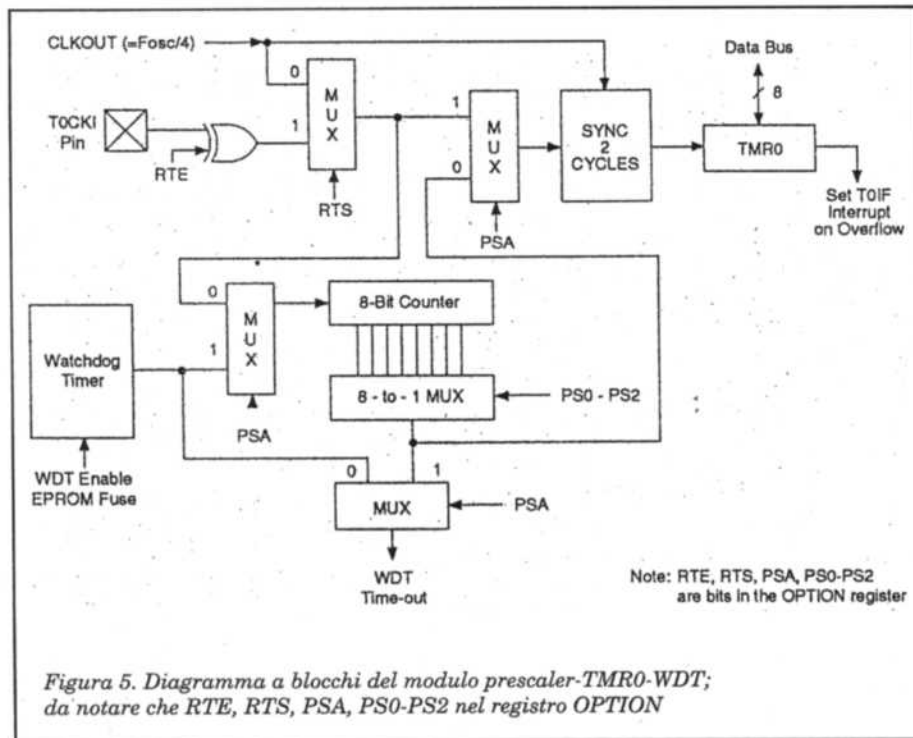 CLKOUT (=Fosc/4)
Data Bus
8
0
M
U
X
1
T0CKI
Pin
RTE
RTS
1
M
U
X
0
PSA
SYNC
2
CYCLES
TMR0
Set T0IF
Interrupt
on Overflow
Watchdog
Timer
WDT Enable
EPROM Fuse
0
M
U
X
1
PSA
8-Bit Counter
8 - to - 1 MUX
PS0 - PS2
0
1
MUX
PSA
WDT
Time-out
Note: RTE, RTS, PSA, PS0-PS2
are bits in the OPTION register
Figura 5. Diagramma a blocchi del modulo prescaler-TMR0-WDT;
da notare che RTE, RTS, PSA, PS0-PS2 nel registro OPTION